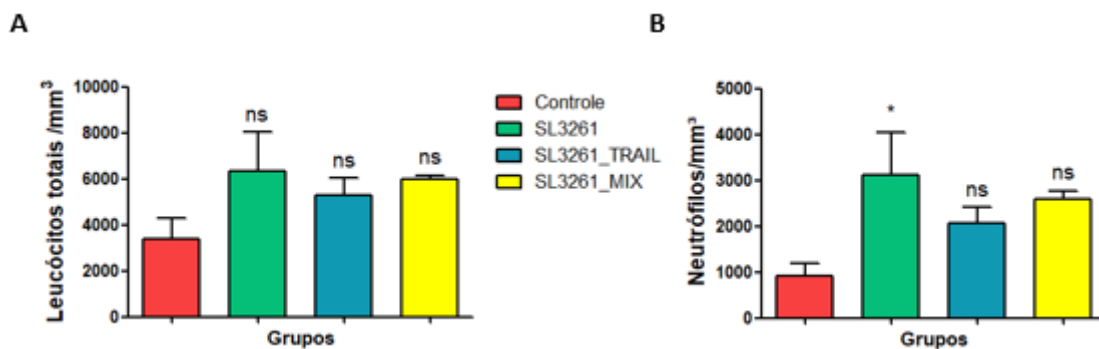 A
Leucócitos totais /mm³
10000
8000
6000
4000
2000
0
ns
ns
ns
Grupos
Controle
SL3261
SL3261_TRAIL
SL3261_MIX
B
Neutrófilos/mm³
5000
4000
3000
2000
1000
0
*
ns
ns
Grupos